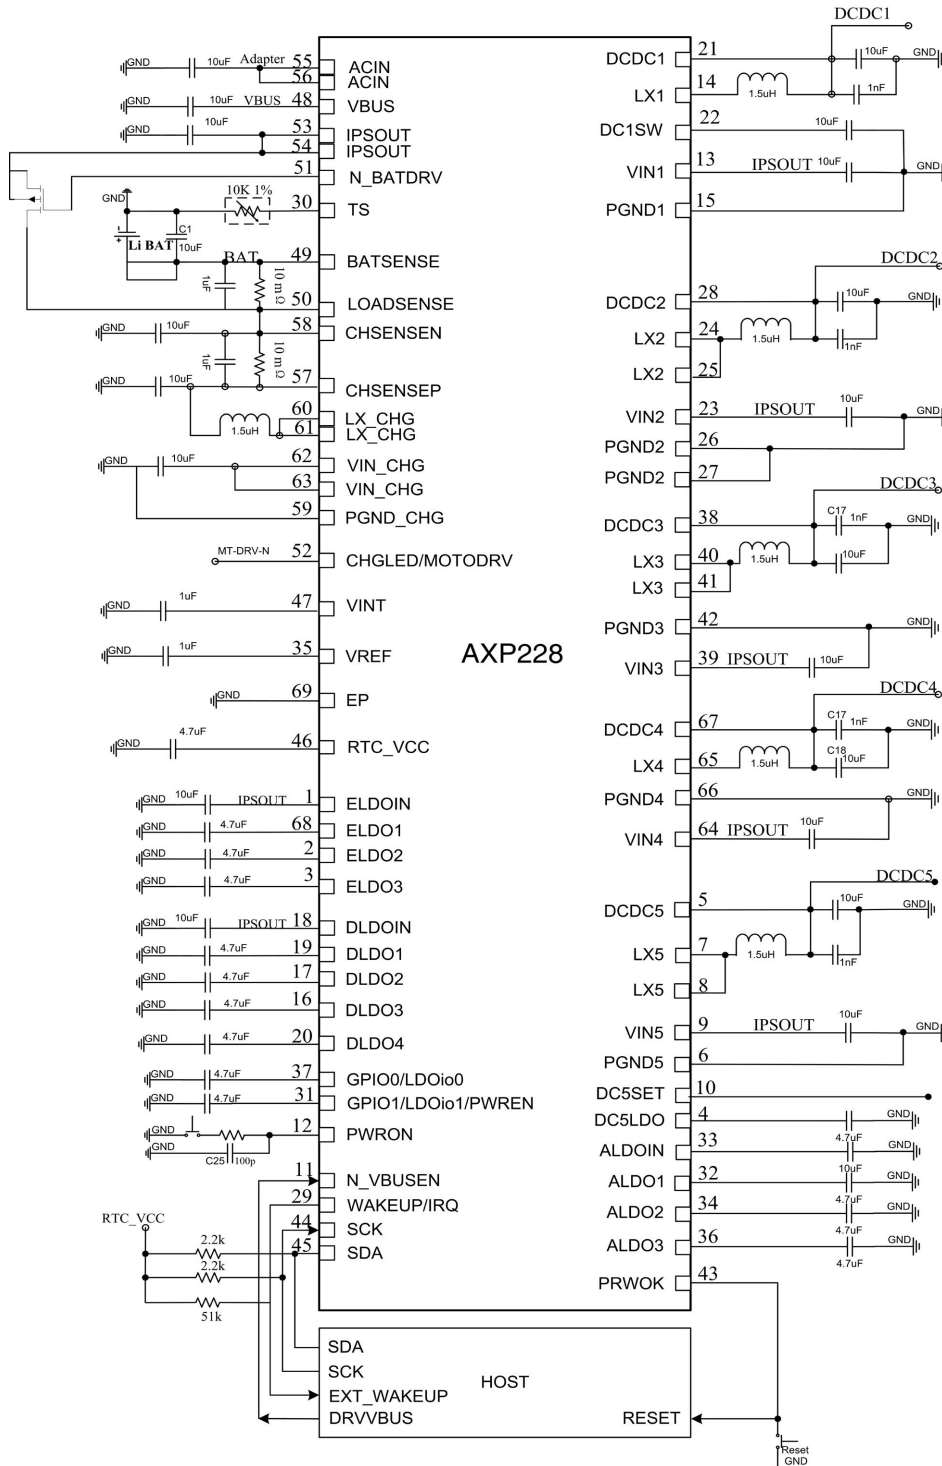 DCDC1
GND 10uF Adapter 55 ACIN
56 ACIN
GND 10uF VBUS 48 VBUS
GND 10uF 53 IPSOUT
54 IPSOUT
51 N_BATDRV
GND 10K 1% 30 TS
- + Li BAT C1 10uF
BAT 49 BATSENSE
1uF 10 mΩ
50 LOADSENSE
GND 10uF 58 CHSENSEN
1uF 10 mΩ
GND 10uF 57 CHSENSEP
1.5uH 60 LX_CHG
61 LX_CHG
GND 10uF 62 VIN_CHG
63 VIN_CHG
59 PGND_CHG
MT-DRV-N 52 CHGLED/MOTODRV
GND 1uF 47 VINT
GND 1uF 35 VREF
GND 69 EP
GND 4.7uF 46 RTC_VCC
GND 10uF IPSOUT 1 ELDOIN
GND 4.7uF 68 ELDO1
GND 4.7uF 2 ELDO2
GND 4.7uF 3 ELDO3
GND 10uF IPSOUT 18 DLDOIN
GND 4.7uF 19 DLDO1
GND 4.7uF 17 DLDO2
GND 4.7uF 16 DLDO3
GND 4.7uF 20 DLDO4
GND 4.7uF 37 GPIO0/LDOio0
GND 4.7uF 31 GPIO1/LDOio1/PWREN
GND 12 PWRON
GND C25 100p
11 N_VBUSEN
29 WAKEUP/IRQ
RTC_VCC 44 SCK
2.2k 45 SDA
2.2k
51k
AXP228
DCDC1 21 10uF GND
LX1 14 1.5uH 1nF
DC1SW 22 10uF
VIN1 13 IPSOUT 10uF GND
PGND1 15
DCDC2
DCDC2 28 10uF GND
LX2 24 1.5uH 1nF
LX2 25
VIN2 23 IPSOUT 10uF GND
PGND2 26
PGND2 27
DCDC3
DCDC3 38 C17 1nF GND
LX3 40 1.5uH 10uF
LX3 41
PGND3 42 GND
VIN3 39 IPSOUT 10uF
DCDC4
DCDC4 67 C17 1nF GND
LX4 65 1.5uH C18 10uF
PGND4 66 GND
VIN4 64 IPSOUT 10uF
DCDC5
DCDC5 5 10uF GND
LX5 7 1.5uH 1nF
LX5 8
VIN5 9 IPSOUT 10uF GND
PGND5 6
DC5SET 10
DC5LDO 4 4.7uF GND
ALDOIN 33 10uF GND
ALDO1 32 4.7uF GND
ALDO2 34 4.7uF GND
ALDO3 36 4.7uF GND
PRWOK 43
SDA
SCK
HOST
EXT_WAKEUP
DRVVBUS
RESET
Reset
GND